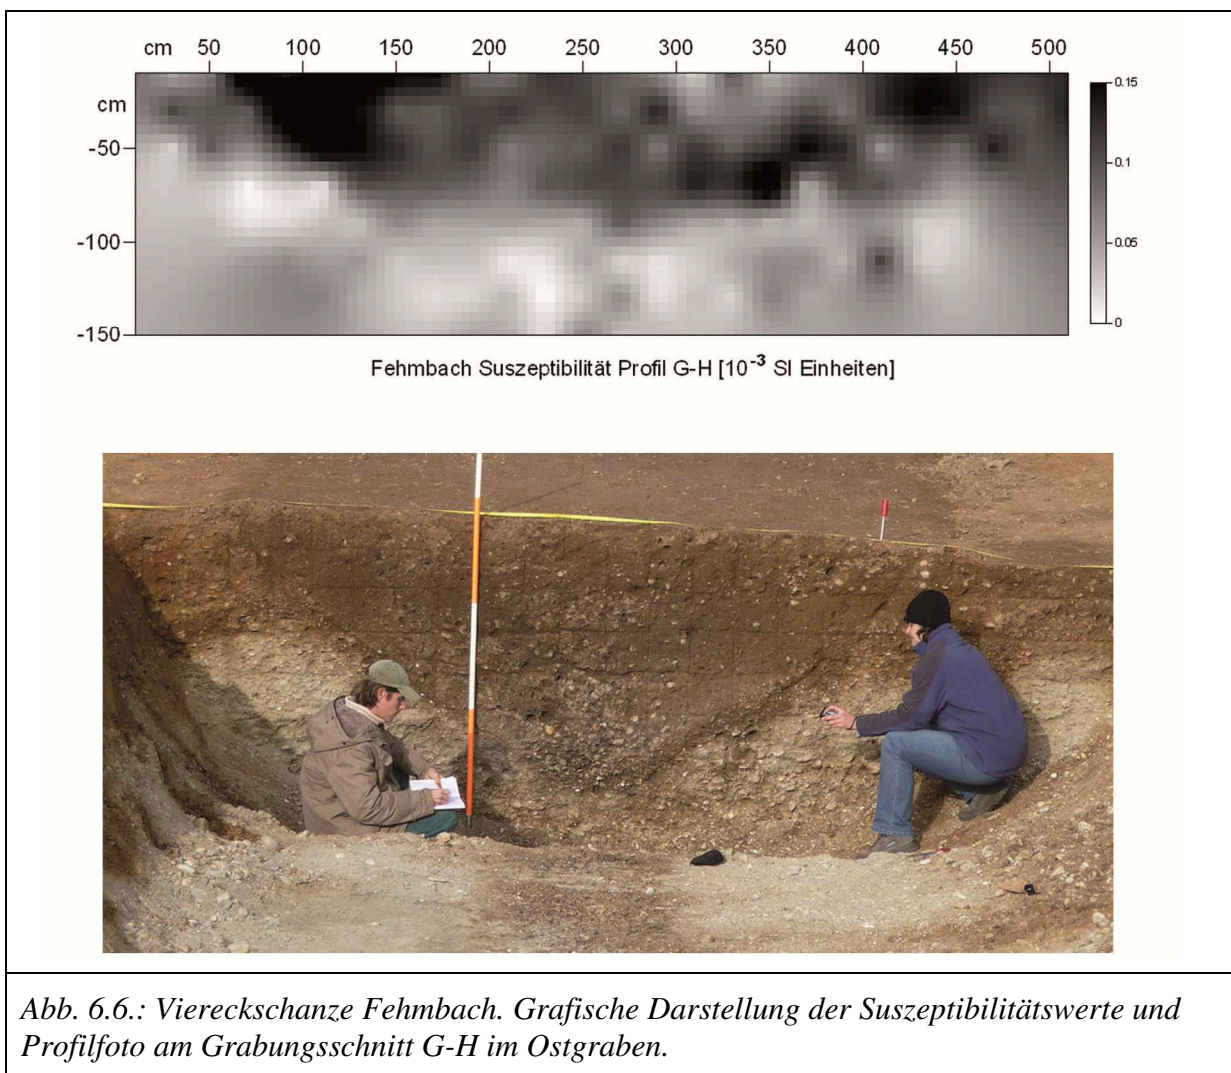 cm 50 100 150 200 250 300 350 400 450 500
cm
-50
-100
-150
0.15
0.1
0.05
0
Fehmbach Suszeptibilität Profil G-H [10⁻³ SI Einheiten]
Abb. 6.6.: Viereckschanze Fehmbach. Grafische Darstellung der Suszeptibilitätswerte und
Profilfoto am Grabungsschnitt G-H im Ostgraben.